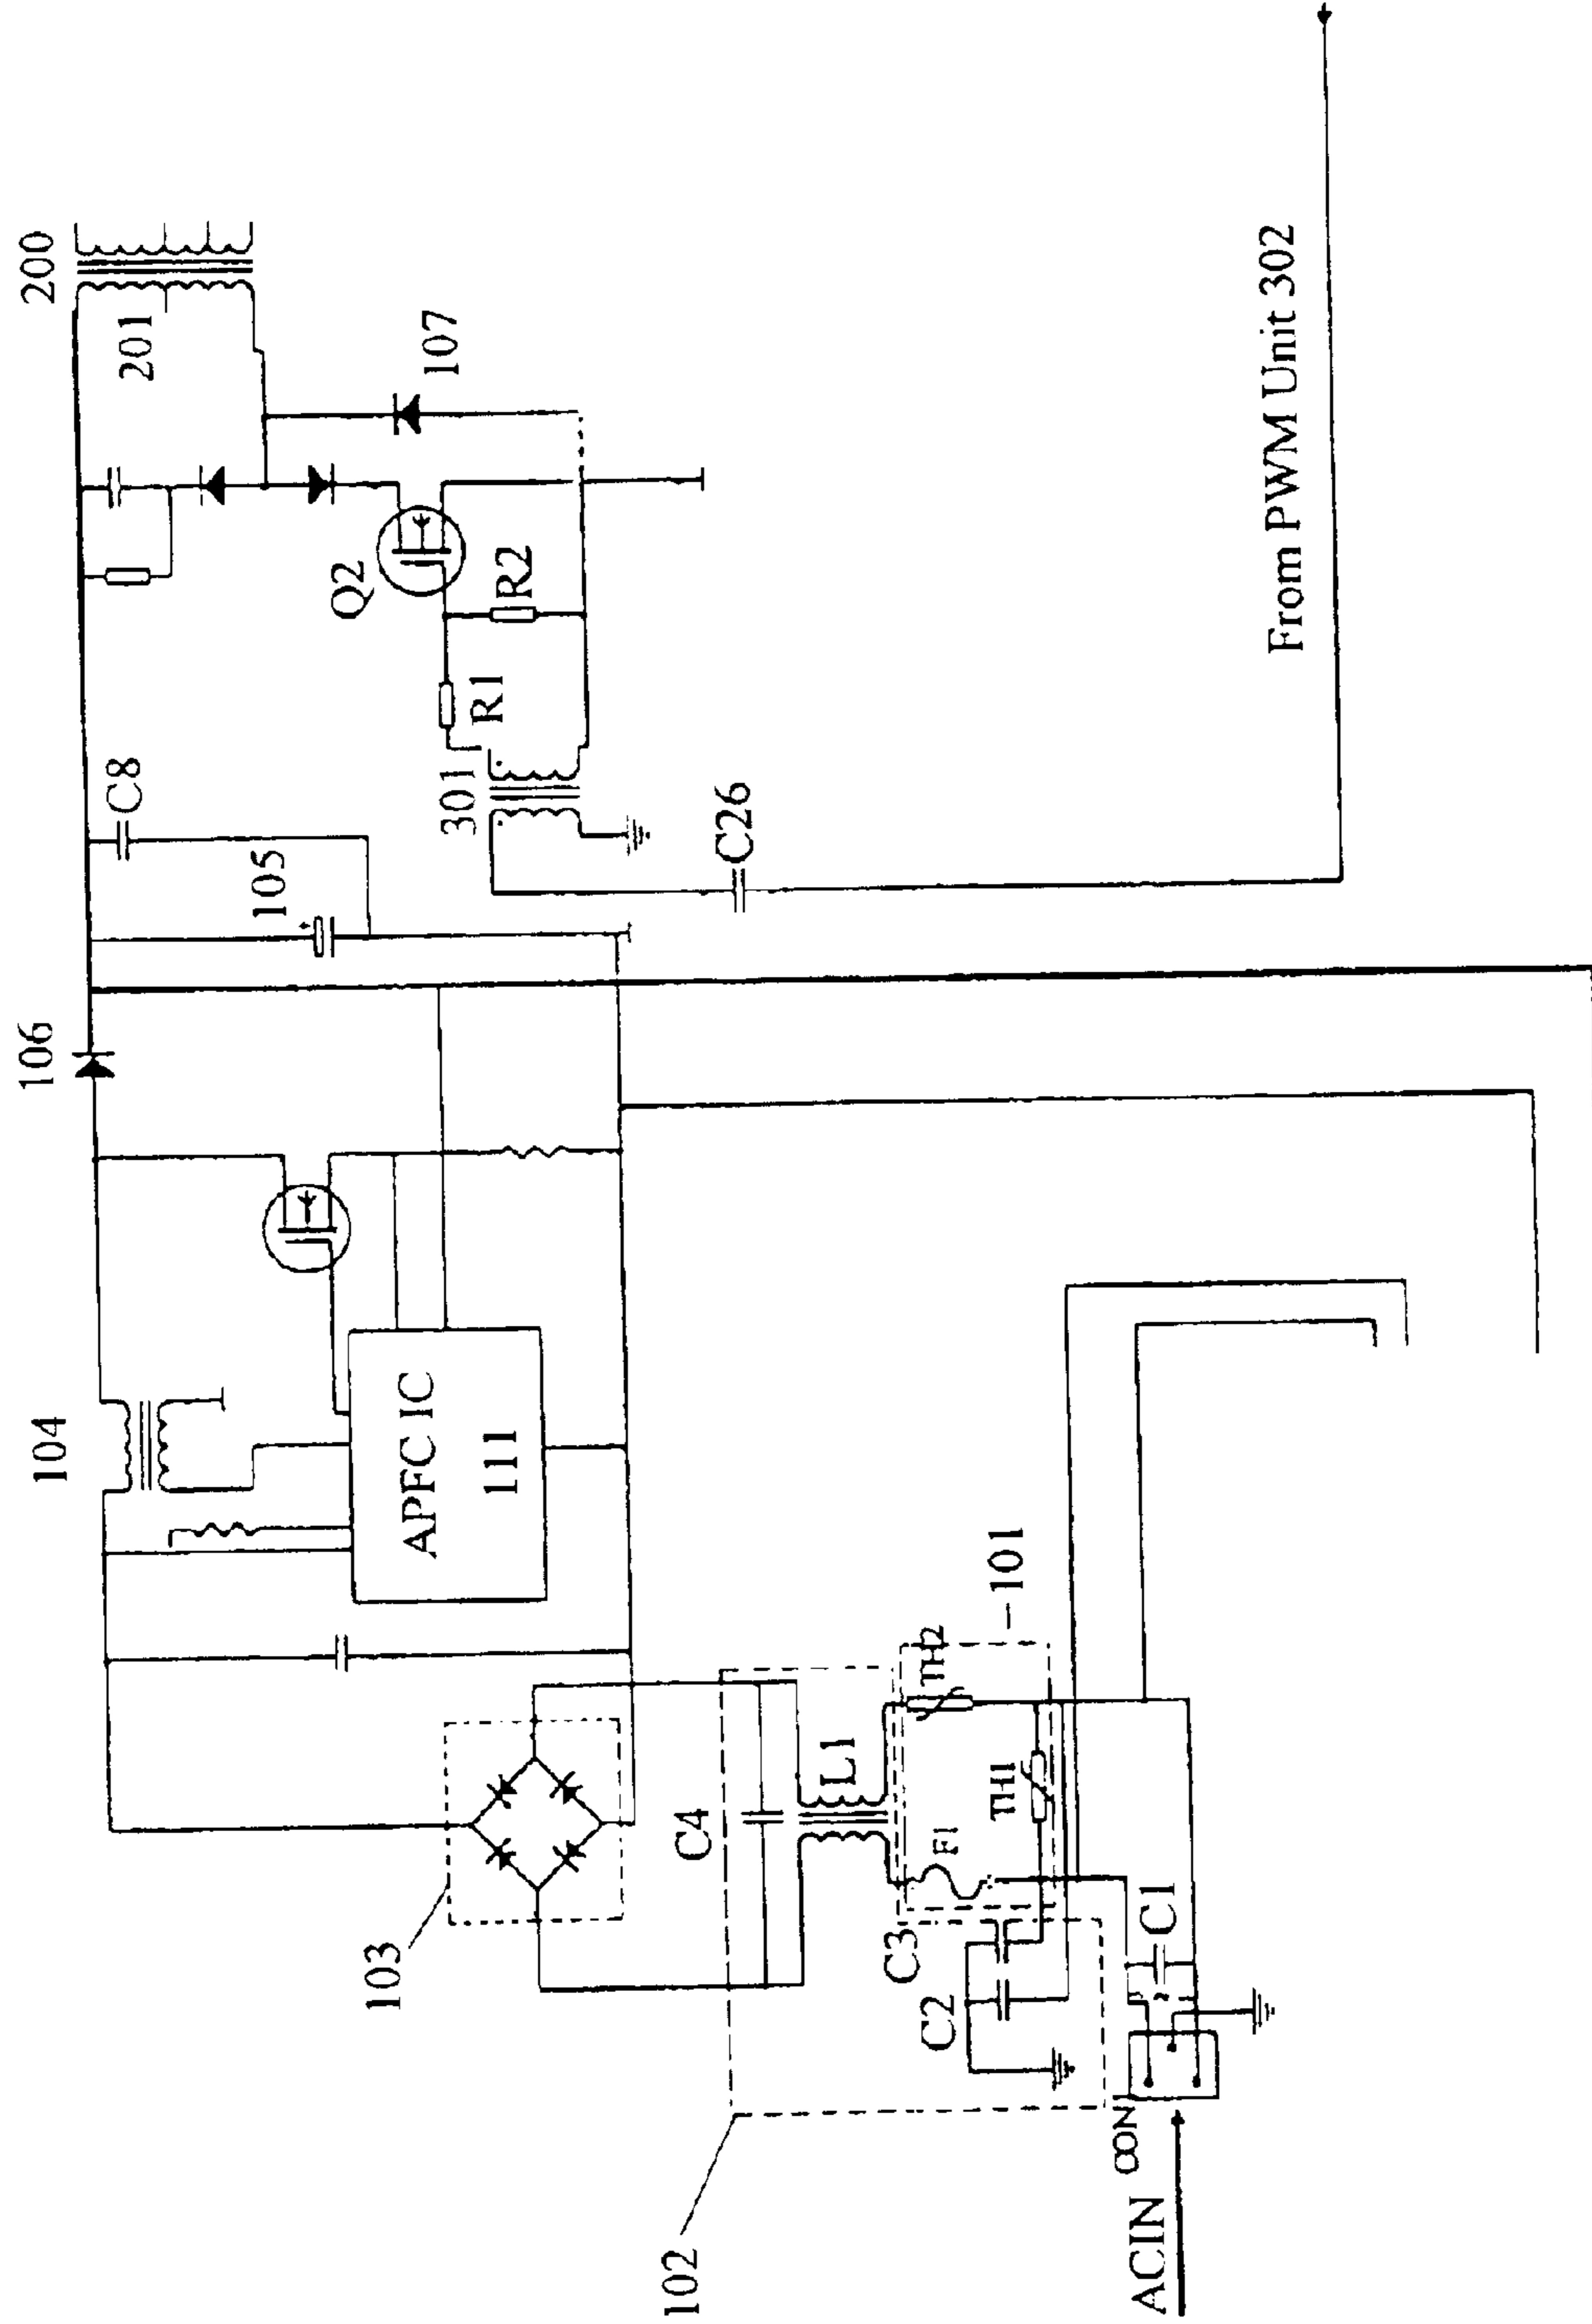 200
201
107
Q2
R2
R1
301
C8
105
C26
From PWM Unit 302
106
104
APFC IC
111
101
TH2
L1
TH1
F1
C4
103
C3
C2
C1
102
CON
ACIN